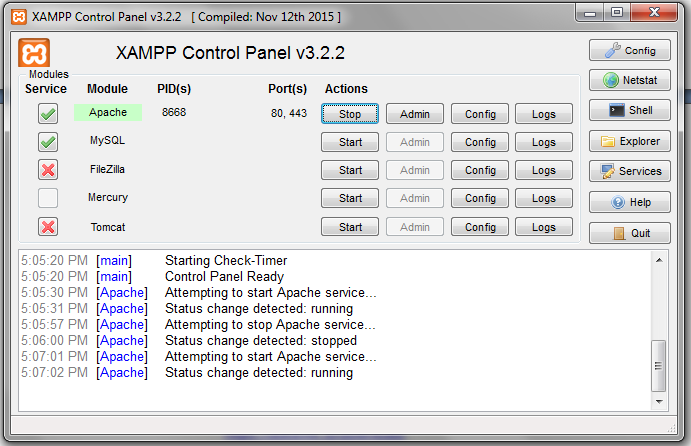 XAMPP Control Panel v3.2.2   [ Compiled: Nov 12th 2015 ]
XAMPP Control Panel v3.2.2
Config
Modules
Service Module PID(s) Port(s) Actions
Netstat
Apache 8668 80, 443 Stop Admin Config Logs
Shell
MySQL Start Admin Config Logs
Explorer
FileZilla Start Admin Config Logs
Services
Mercury Start Admin Config Logs
Help
Tomcat Start Admin Config Logs
Quit
5:05:20 PM [main] Starting Check-Timer
5:05:20 PM [main] Control Panel Ready
5:05:30 PM [Apache] Attempting to start Apache service...
5:05:31 PM [Apache] Status change detected: running
5:05:57 PM [Apache] Attempting to stop Apache service...
5:06:00 PM [Apache] Status change detected: stopped
5:07:01 PM [Apache] Attempting to start Apache service...
5:07:02 PM [Apache] Status change detected: running